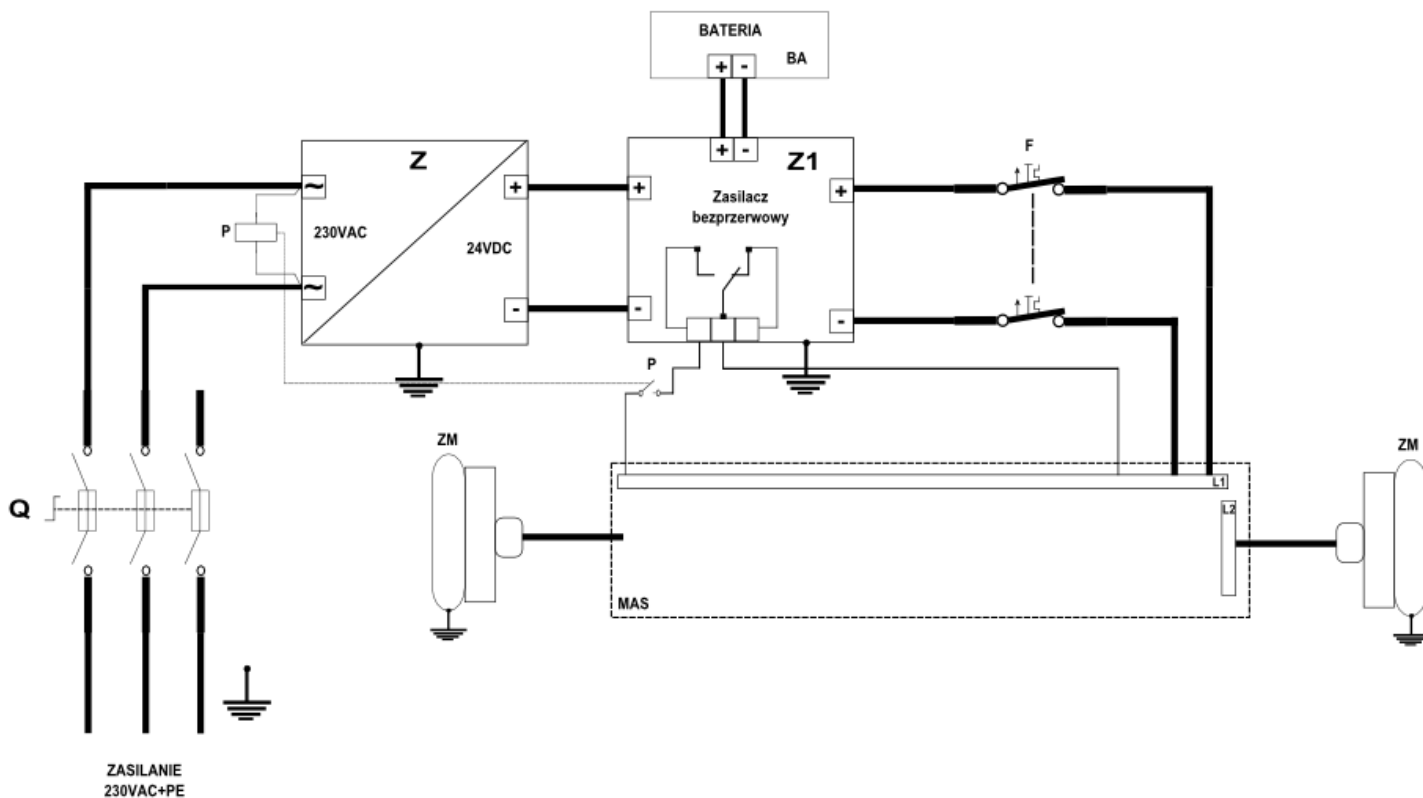 BATERIA
BA
+ -
Z
+ -
Z1
F
~
+
+
Zasilacz
bezprzerwowy
+
P
230VAC
24VDC
~
-
-
-
P
ZM
ZM
L1
Q
L2
MAS
ZASILANIE
230VAC+PE